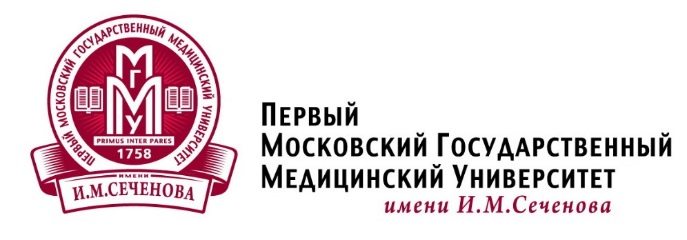 ПЕРВЫЙ МОСКОВСКИЙ ГОСУДАРСТВЕННЫЙ МЕДИЦИНСКИЙ УНИВЕРСИТЕТ
МГМУ
PRIMUS INTER PARES
1758
ИМЕНИ
И.М.СЕЧЕНОВА
ПЕРВЫЙ
МОСКОВСКИЙ ГОСУДАРСТВЕННЫЙ
МЕДИЦИНСКИЙ УНИВЕРСИТЕТ
имени И.М.Сеченова